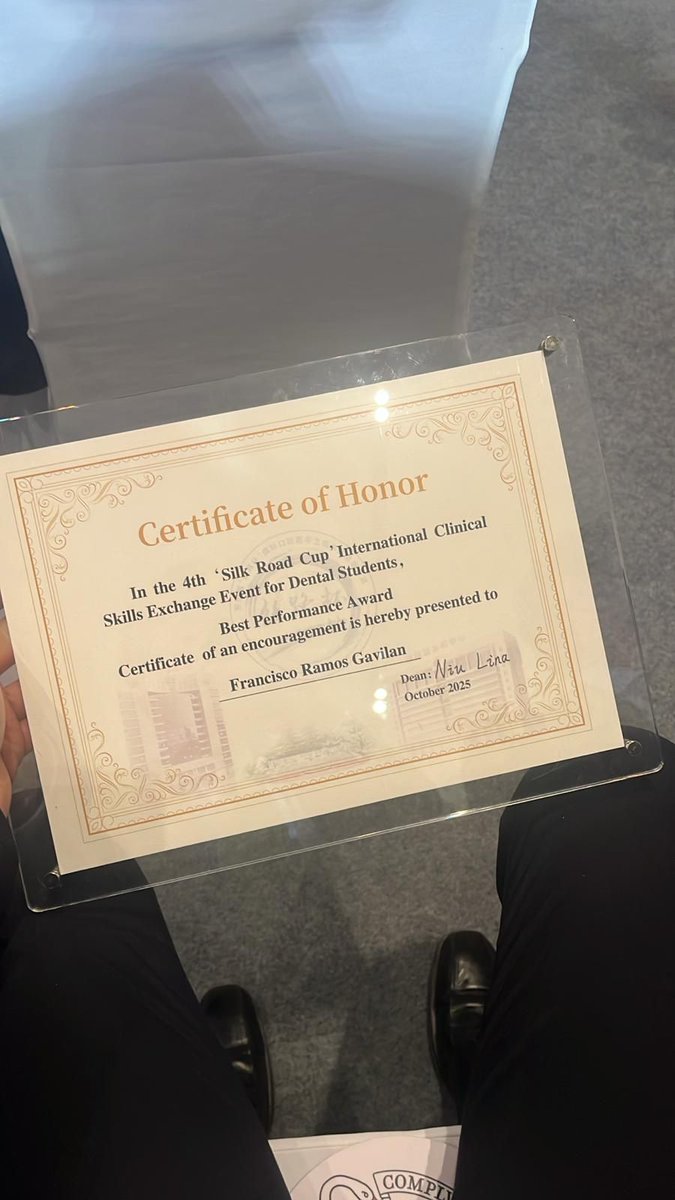 Certificate of Honor
In the 4th ‘Silk Road Cup’ International Clinical
Skills Exchange Event for Dental Students,
Best Performance Award
Certificate of an encouragement is hereby presented to
Francisco Ramos Gavilan
Dean: Niu Lina
October 2025